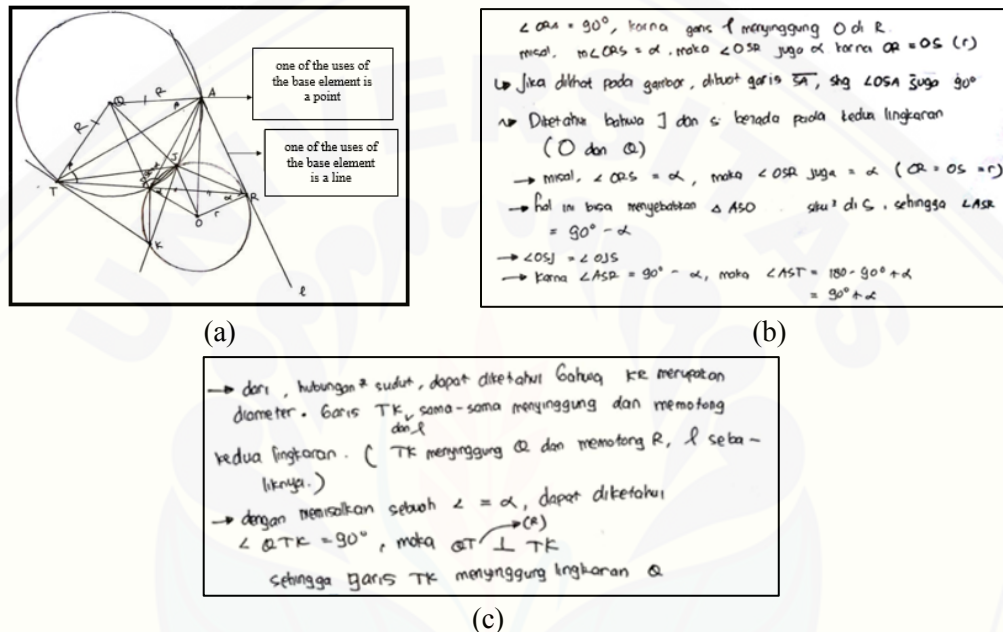 one of the uses of
the base element is
a point
one of the uses of
the base element
is a line
Q
R
A
R
T
J
R
O
r
K
l
(a)
∠ORA = 90°, karna garis l menyinggung O di R.
misal, m∠ORS = α, maka ∠OSR juga α karna OR = OS (r)
↳ Jika dilihat pada gambar, dibuat garis SA, shg ∠OSA juga 90°
Diketahui bahwa J dan S berada pada kedua lingkaran
(O dan Q)
→ misal, ∠ORS = α, maka ∠OSR juga = α (OR = OS = r)
→ hal ini bisa menyebabkan △ASO siku² di S, sehingga ∠ASR
= 90° - α
→ ∠OSJ = ∠OJS
→ Karna ∠ASR = 90° - α, maka ∠AST = 180 - 90° + α
= 90° + α
(b)
→ dari, hubungan² sudut, dapat diketahui bahwa KR merupakan
diameter. Garis TK dan l sama-sama menyinggung dan memotong
kedua lingkaran. ( TK menyinggung Q dan memotong R, l seba-
liknya.)
→ dengan memisalkan sebuah ∠ = α, dapat diketahui
∠QTK = 90°, maka QT (R) ⊥ TK
sehingga garis TK menyinggung lingkaran Q
(c)
UNIVERSITAS